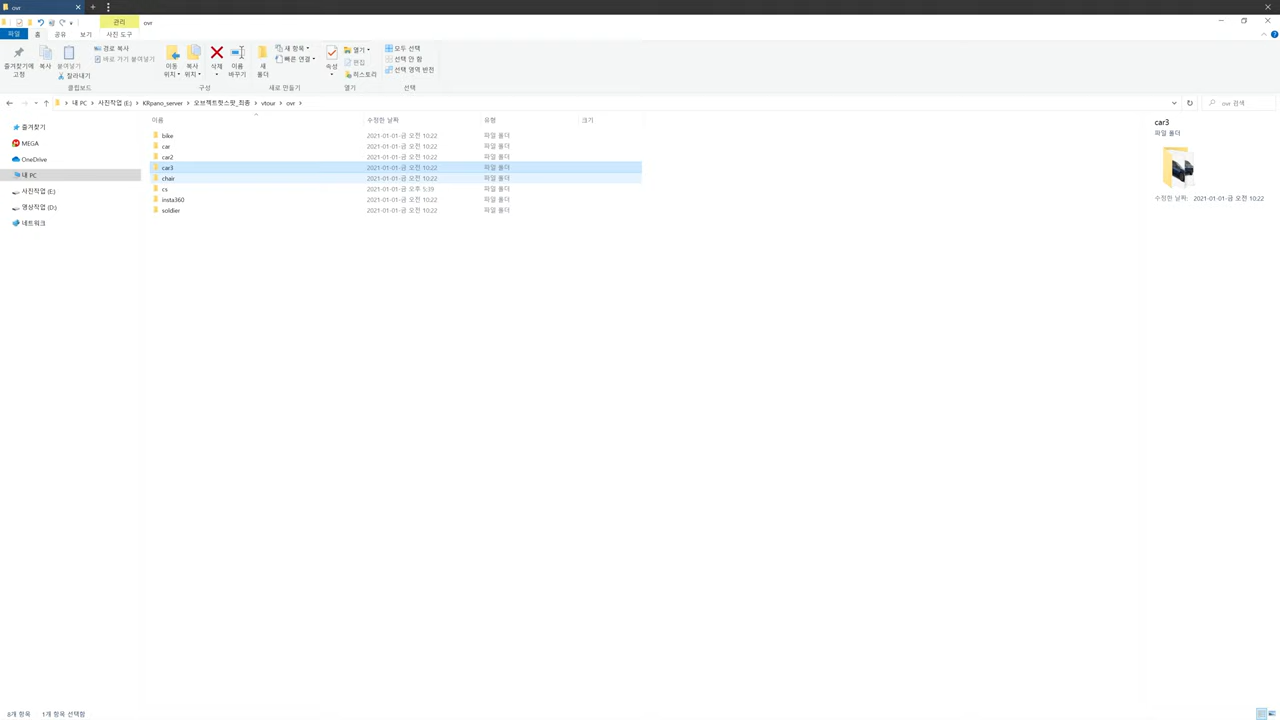 ovr
관리
ovr
파일
홈
공유
보기
사진 도구
즐겨찾기에 고정
복사
붙여넣기
경로 복사
바로 가기 붙여넣기
잘라내기
클립보드
이동 위치
복사 위치
삭제
이름 바꾸기
구성
새 폴더
새 항목
빠른 연결
새로 만들기
속성
열기
편집
히스토리
열기
모두 선택
선택 안 함
선택 영역 반전
선택
내 PC > 사진작업 (E:) > KRpano_server > 오브젝트핫스팟_최종 > vtour > ovr >
ovr 검색
즐겨찾기
MEGA
OneDrive
내 PC
사진작업 (E:)
영상작업 (D:)
네트워크
이름 수정한 날짜 유형 크기
bike 2021-01-01-금 오전 10:22 파일 폴더
car 2021-01-01-금 오전 10:22 파일 폴더
car2 2021-01-01-금 오전 10:22 파일 폴더
car3 2021-01-01-금 오전 10:22 파일 폴더
chair 2021-01-01-금 오전 10:22 파일 폴더
cs 2021-01-01-금 오후 5:39 파일 폴더
insta360 2021-01-01-금 오전 10:22 파일 폴더
soldier 2021-01-01-금 오전 10:22 파일 폴더
car3
파일 폴더
수정한 날짜: 2021-01-01-금 오전 10:22
8개 항목 1개 항목 선택함